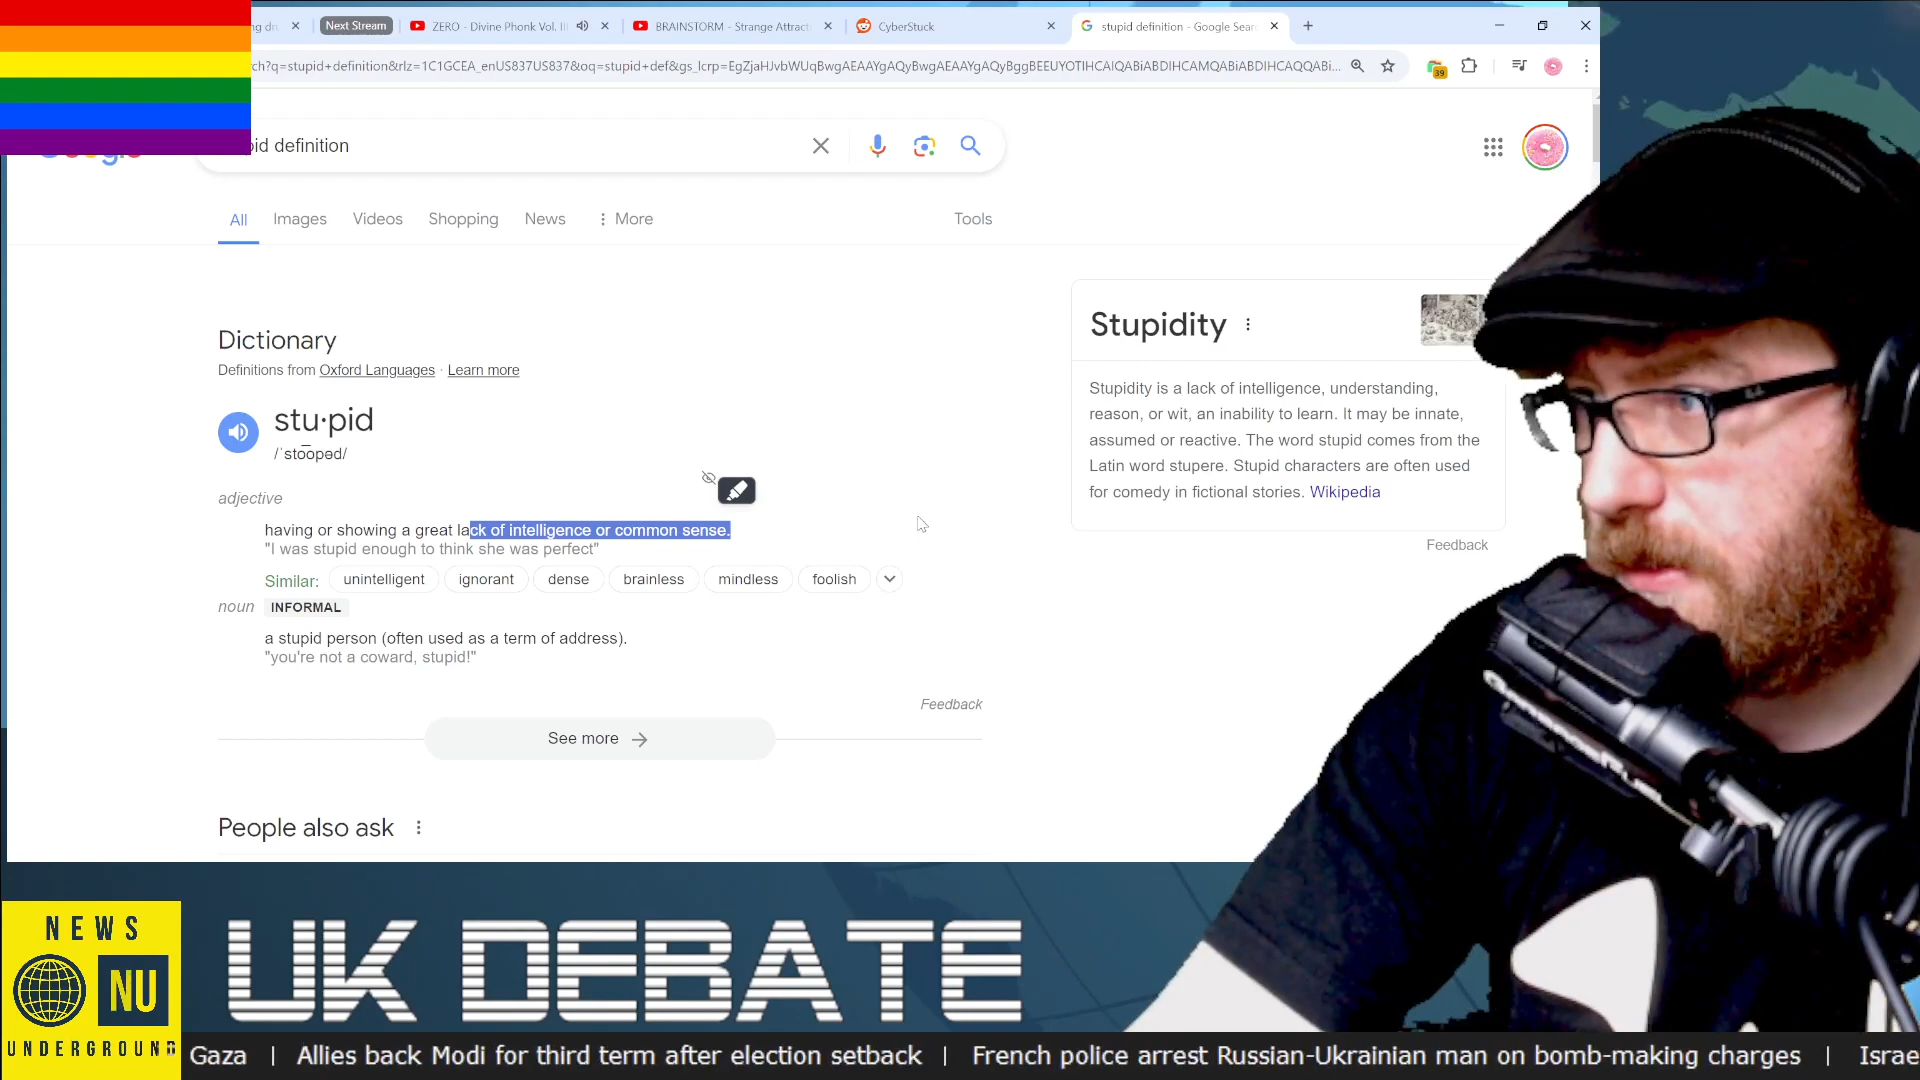 ng dr
Next Stream
ZERO - Divine Phonk Vol. III
BRAINSTORM - Strange Attract
CyberStuck
stupid definition - Google Sear
ch?q=stupid+definition&rlz=1C1GCEA_enUS837US837&oq=stupid+def&gs_lcrp=EgZjaHJvbWUqBwgAEAAYgAQyBwgAEAAYgAQyBggBEEUYOTIHCAIQABiABDIHCAMQABiABDIHCAQQABi...
39
pid definition
All
Images
Videos
Shopping
News
More
Tools
Dictionary
Definitions from Oxford Languages · Learn more
stu·pid
/ˈsto͞opəd/
adjective
having or showing a great lack of intelligence or common sense.
"I was stupid enough to think she was perfect"
Similar:
unintelligent
ignorant
dense
brainless
mindless
foolish
noun
INFORMAL
a stupid person (often used as a term of address).
"you're not a coward, stupid!"
Feedback
See more
People also ask
Stupidity
Stupidity is a lack of intelligence, understanding,
reason, or wit, an inability to learn. It may be innate,
assumed or reactive. The word stupid comes from the
Latin word stupere. Stupid characters are often used
for comedy in fictional stories. Wikipedia
Feedback
NEWS
NU
UNDERGROUND
UK DEBATE
Gaza | Allies back Modi for third term after election setback | French police arrest Russian-Ukrainian man on bomb-making charges | Israe